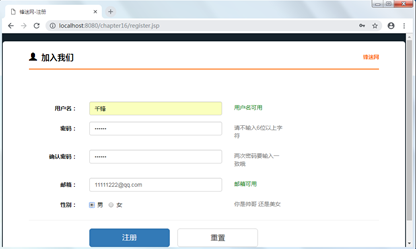 锋迷网-注册
localhost:8080/chapter16/register.jsp
加入我们
锋迷网
用户名： 千锋 用户名可用
密码： •••••• 请不输入6位以上字符
确认密码： •••••• 两次密码要输入一致哦
邮箱： 11111222@qq.com 邮箱可用
性别： 男 女 你是帅哥 还是美女
注册 重置